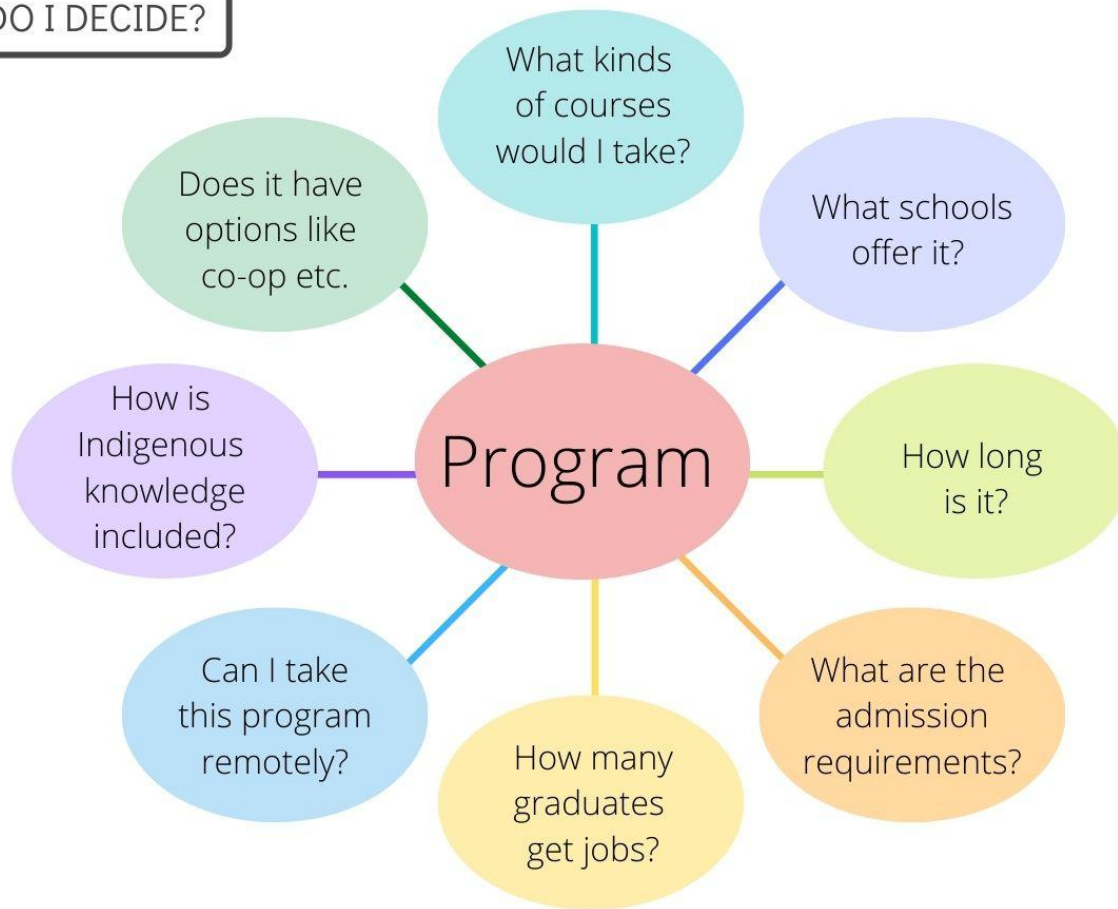 DO I DECIDE?
What kinds
of courses
would I take?
Does it have
options like
co-op etc.
What schools
offer it?
How is
Indigenous
knowledge
included?
Program
How long
is it?
Can I take
this program
remotely?
What are the
admission
requirements?
How many
graduates
get jobs?